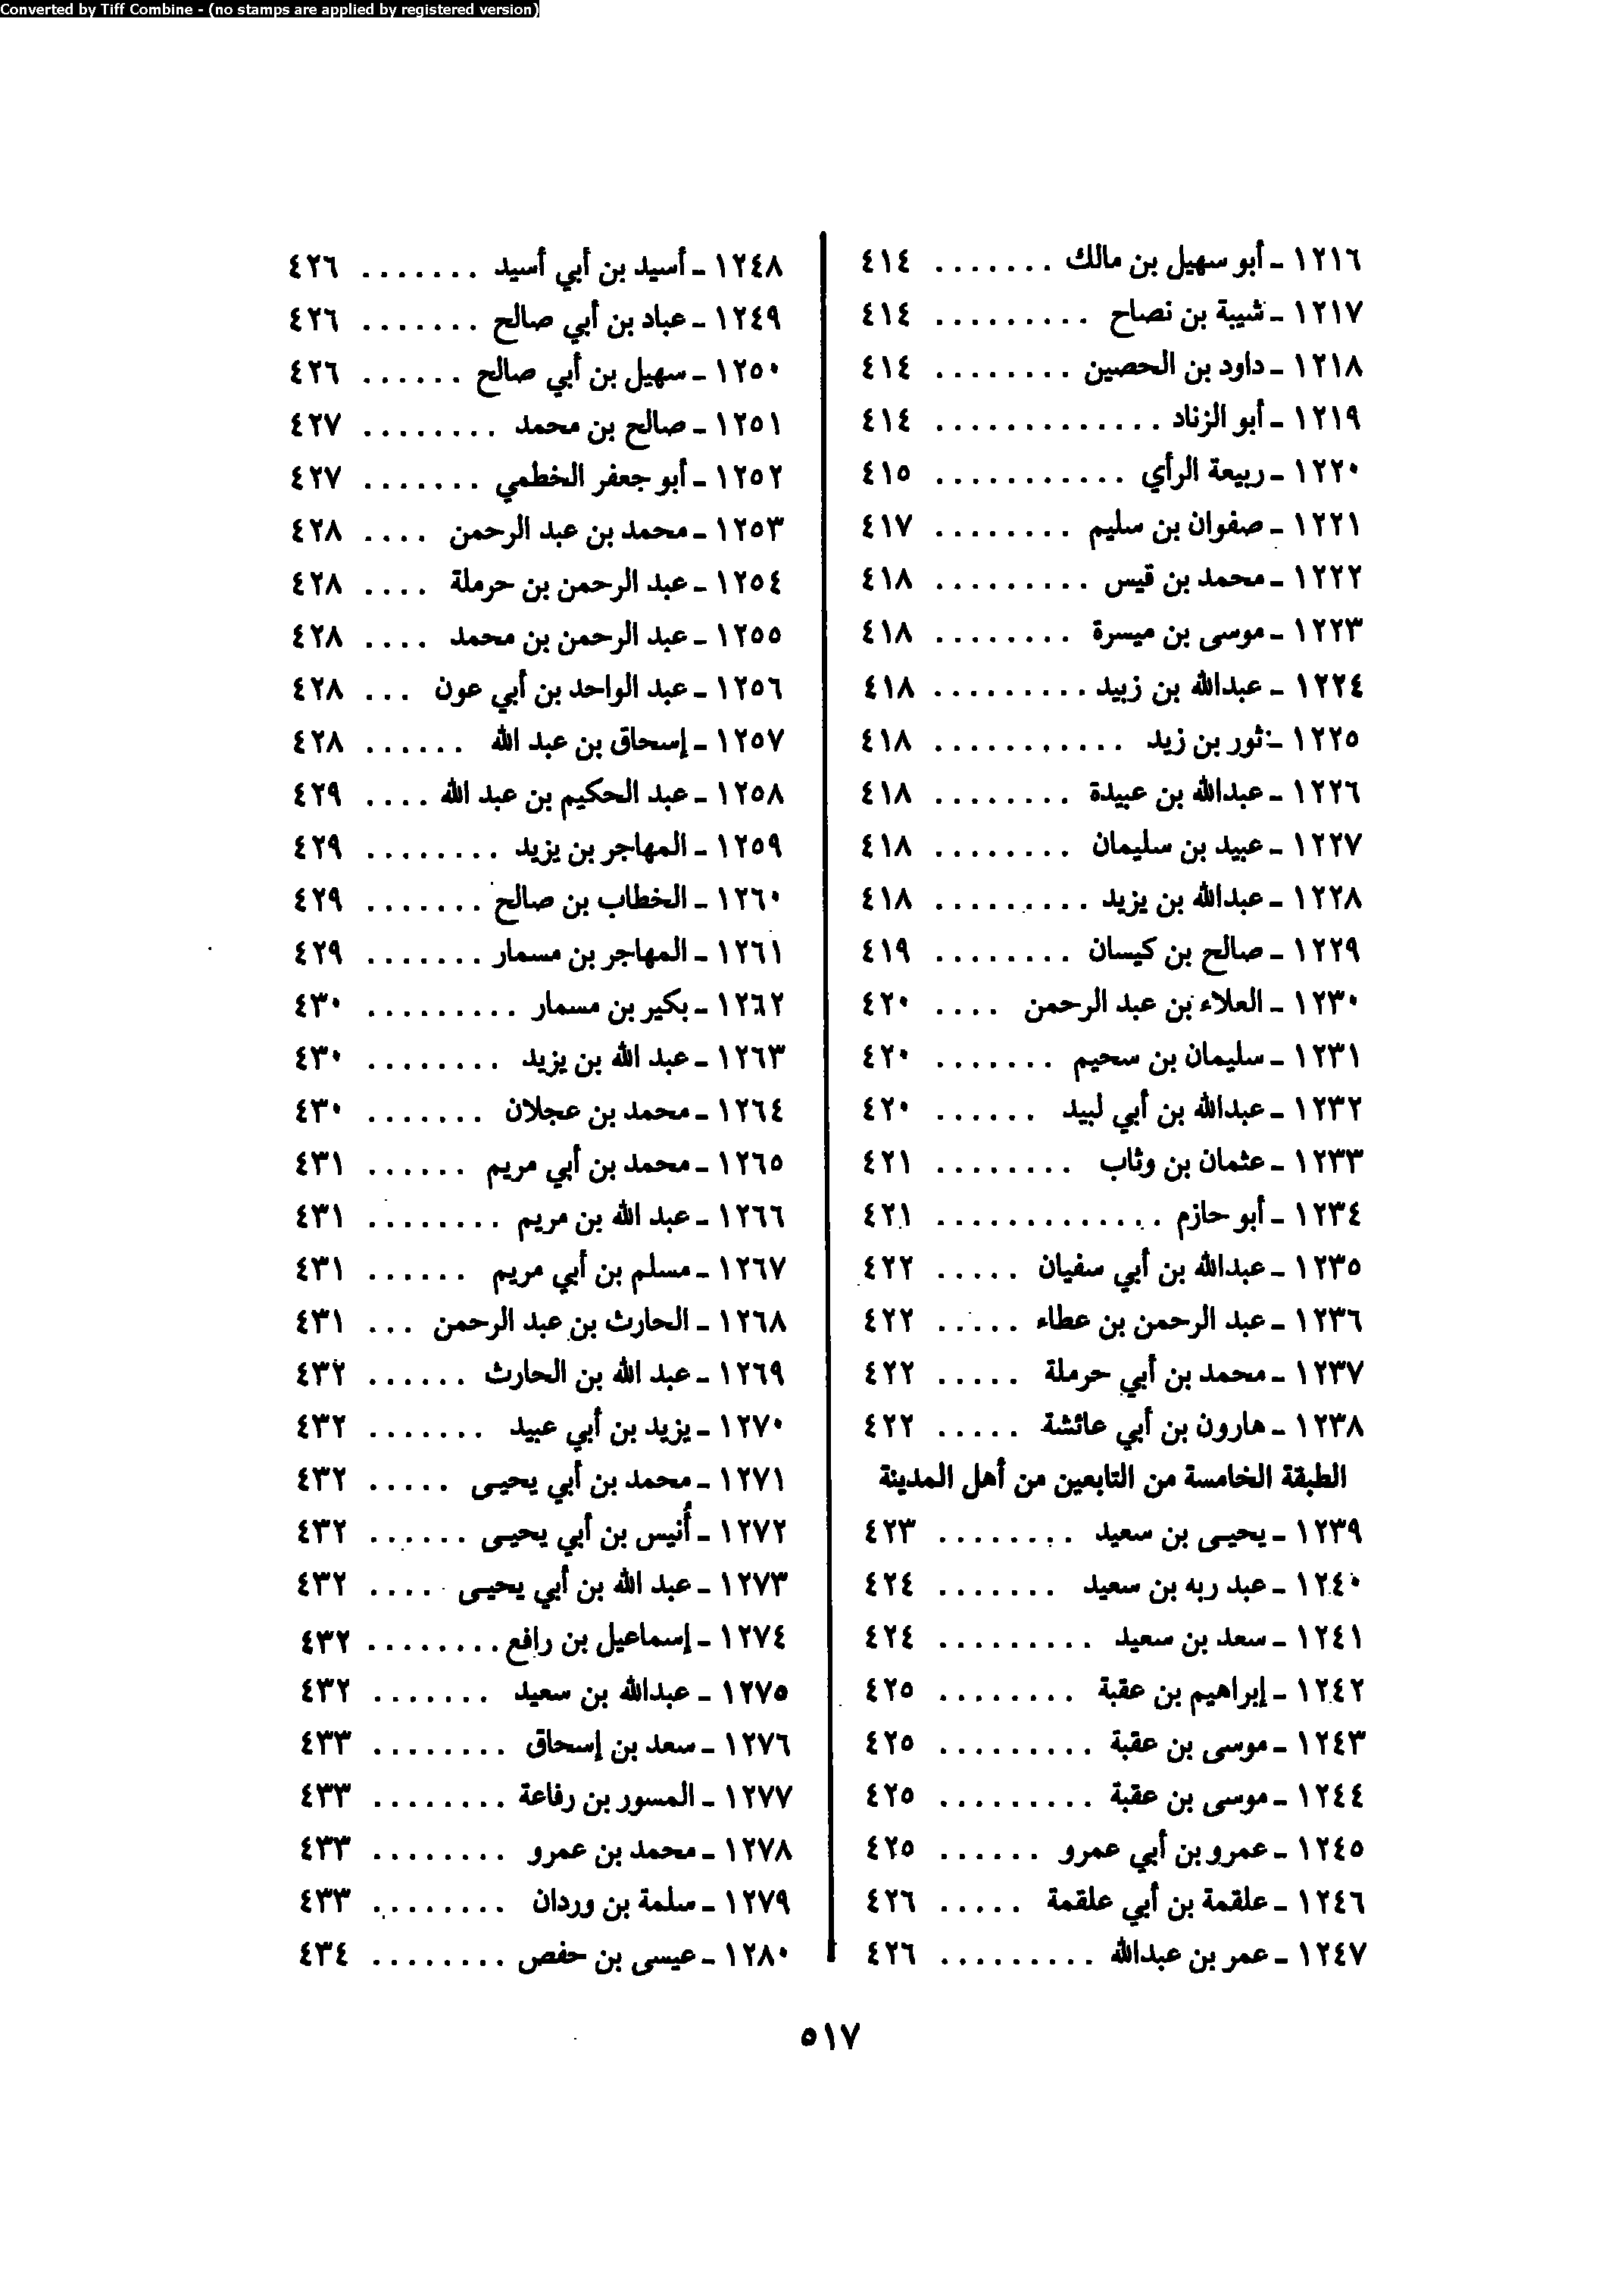 Converted by Tiff Combine - (no stamps are applied by registered version)
١٢١٦ ـ أبو سهيل بن مالك . . . . . . . ٤١٤
١٢١٧ ـ شيبة بن نصاح . . . . . . . . . ٤١٤
١٢١٨ ـ داود بن الحصين . . . . . . . . ٤١٤
١٢١٩ ـ أبو الزناد . . . . . . . . . . . . . ٤١٤
١٢٢٠ ـ ربيعة الرأي . . . . . . . . . . . ٤١٥
١٢٢١ ـ صفوان بن سليم . . . . . . . . ٤١٧
١٢٢٢ ـ محمد بن قيس . . . . . . . . . ٤١٨
١٢٢٣ ـ موسى بن ميسرة . . . . . . . . ٤١٨
١٢٢٤ ـ عبدالله بن زبيد . . . . . . . . . ٤١٨
١٢٢٥ ـ ثور بن زيد . . . . . . . . . . . ٤١٨
١٢٢٦ ـ عبدالله بن عبيدة . . . . . . . . ٤١٨
١٢٢٧ ـ عبيد بن سليمان . . . . . . . . ٤١٨
١٢٢٨ ـ عبدالله بن يزيد . . . . . . . . . ٤١٨
١٢٢٩ ـ صالح بن كيسان . . . . . . . . ٤١٩
١٢٣٠ ـ العلاء بن عبد الرحمن . . . . ٤٢٠
١٢٣١ ـ سليمان بن سحيم . . . . . . . ٤٢٠
١٢٣٢ ـ عبدالله بن أبي لبيد . . . . . . ٤٢٠
١٢٣٣ ـ عثمان بن وثاب . . . . . . . . ٤٢١
١٢٣٤ ـ أبو حازم . . . . . . . . . . . . . ٤٢١
١٢٣٥ ـ عبدالله بن أبي سفيان . . . . . ٤٢٢
١٢٣٦ ـ عبد الرحمن بن عطاء . . . . . ٤٢٢
١٢٣٧ ـ محمد بن أبي حرملة . . . . . ٤٢٢
١٢٣٨ ـ هارون بن أبي عائشة . . . . . ٤٢٢
الطبقة الخامسة من التابعين من أهل المدينة
١٢٣٩ ـ يحيى بن سعيد . . . . . . . . ٤٢٣
١٢٤٠ ـ عبد ربه بن سعيد . . . . . . . ٤٢٤
١٢٤١ ـ سعد بن سعيد . . . . . . . . . ٤٢٤
١٢٤٢ ـ إبراهيم بن عقبة . . . . . . . . ٤٢٥
١٢٤٣ ـ موسى بن عقبة . . . . . . . . . ٤٢٥
١٢٤٤ ـ موسى بن عقبة . . . . . . . . . ٤٢٥
١٢٤٥ ـ عمرو بن أبي عمرو . . . . . . ٤٢٥
١٢٤٦ ـ علقمة بن أبي علقمة . . . . . ٤٢٦
١٢٤٧ ـ عمر بن عبدالله . . . . . . . . . ٤٢٦
١٢٤٨ ـ أسيد بن أبي أسيد . . . . . . . ٤٢٦
١٢٤٩ ـ عباد بن أبي صالح . . . . . . . ٤٢٦
١٢٥٠ ـ سهيل بن أبي صالح . . . . . . ٤٢٦
١٢٥١ ـ صالح بن محمد . . . . . . . . ٤٢٧
١٢٥٢ ـ أبو جعفر الخطمي . . . . . . . ٤٢٧
١٢٥٣ ـ محمد بن عبد الرحمن . . . . ٤٢٨
١٢٥٤ ـ عبد الرحمن بن حرملة . . . . ٤٢٨
١٢٥٥ ـ عبد الرحمن بن محمد . . . . ٤٢٨
١٢٥٦ ـ عبد الواحد بن أبي عون . . . ٤٢٨
١٢٥٧ ـ إسحاق بن عبد الله . . . . . . ٤٢٨
١٢٥٨ ـ عبد الحكيم بن عبد الله . . . . ٤٢٩
١٢٥٩ ـ المهاجر بن يزيد . . . . . . . . ٤٢٩
١٢٦٠ ـ الخطاب بن صالح . . . . . . . ٤٢٩
١٢٦١ ـ المهاجر بن مسمار . . . . . . . ٤٢٩
١٢٦٢ ـ بكير بن مسمار . . . . . . . . . ٤٣٠
١٢٦٣ ـ عبد الله بن يزيد . . . . . . . . ٤٣٠
١٢٦٤ ـ محمد بن عجلان . . . . . . . ٤٣٠
١٢٦٥ ـ محمد بن أبي مريم . . . . . . ٤٣١
١٢٦٦ ـ عبد الله بن مريم . . . . . . . . ٤٣١
١٢٦٧ ـ مسلم بن أبي مريم . . . . . . ٤٣١
١٢٦٨ ـ الحارث بن عبد الرحمن . . . ٤٣١
١٢٦٩ ـ عبد الله بن الحارث . . . . . . ٤٣٢
١٢٧٠ ـ يزيد بن أبي عبيد . . . . . . . ٤٣٢
١٢٧١ ـ محمد بن أبي يحيى . . . . . ٤٣٢
١٢٧٢ ـ أُنيس بن أبي يحيى . . . . . . ٤٣٢
١٢٧٣ ـ عبد الله بن أبي يحيى . . . . ٤٣٢
١٢٧٤ ـ إسماعيل بن رافع . . . . . . . . ٤٣٢
١٢٧٥ ـ عبدالله بن سعيد . . . . . . . ٤٣٢
١٢٧٦ ـ سعد بن إسحاق . . . . . . . . ٤٣٣
١٢٧٧ ـ المسور بن رفاعة . . . . . . . . ٤٣٣
١٢٧٨ ـ محمد بن عمرو . . . . . . . . ٤٣٣
١٢٧٩ ـ سلمة بن وردان . . . . . . . . ٤٣٣
١٢٨٠ ـ عيسى بن حفص . . . . . . . . ٤٣٤
٥١٧